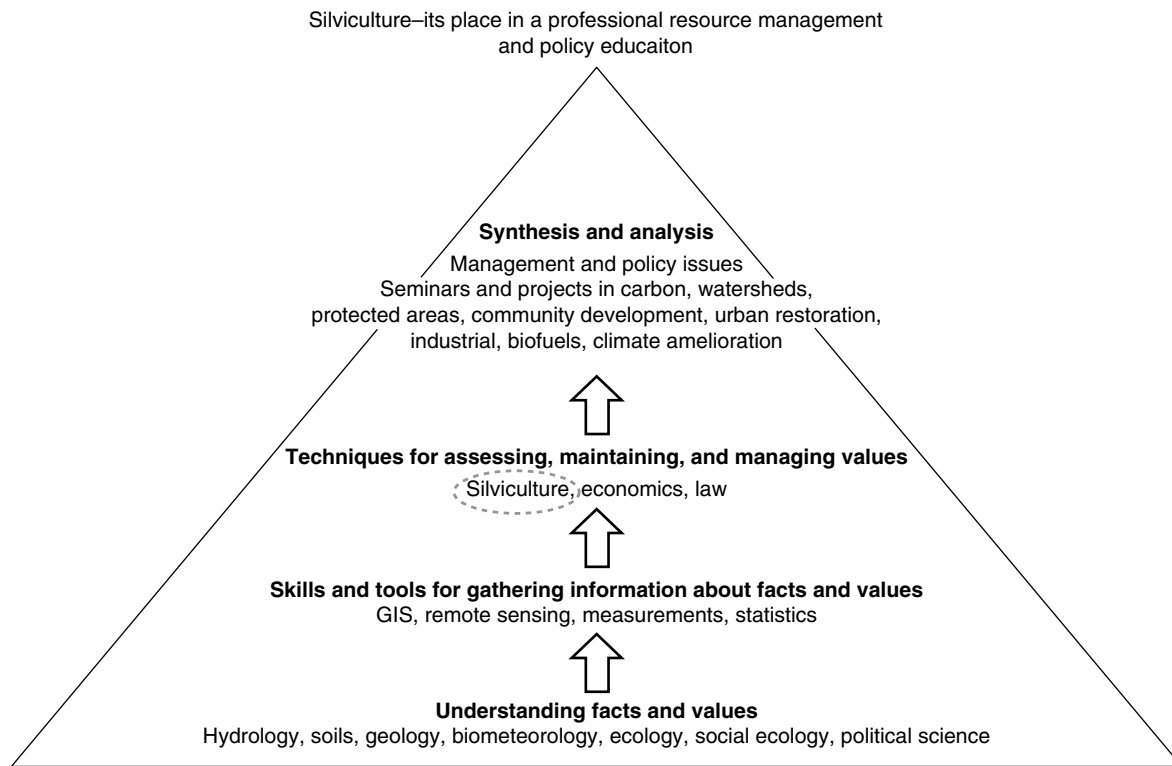 Silviculture–its place in a professional resource management
and policy educaiton
Synthesis and analysis
Management and policy issues
Seminars and projects in carbon, watersheds,
protected areas, community development, urban restoration,
industrial, biofuels, climate amelioration
Techniques for assessing, maintaining, and managing values
Silviculture, economics, law
Skills and tools for gathering information about facts and values
GIS, remote sensing, measurements, statistics
Understanding facts and values
Hydrology, soils, geology, biometeorology, ecology, social ecology, political science